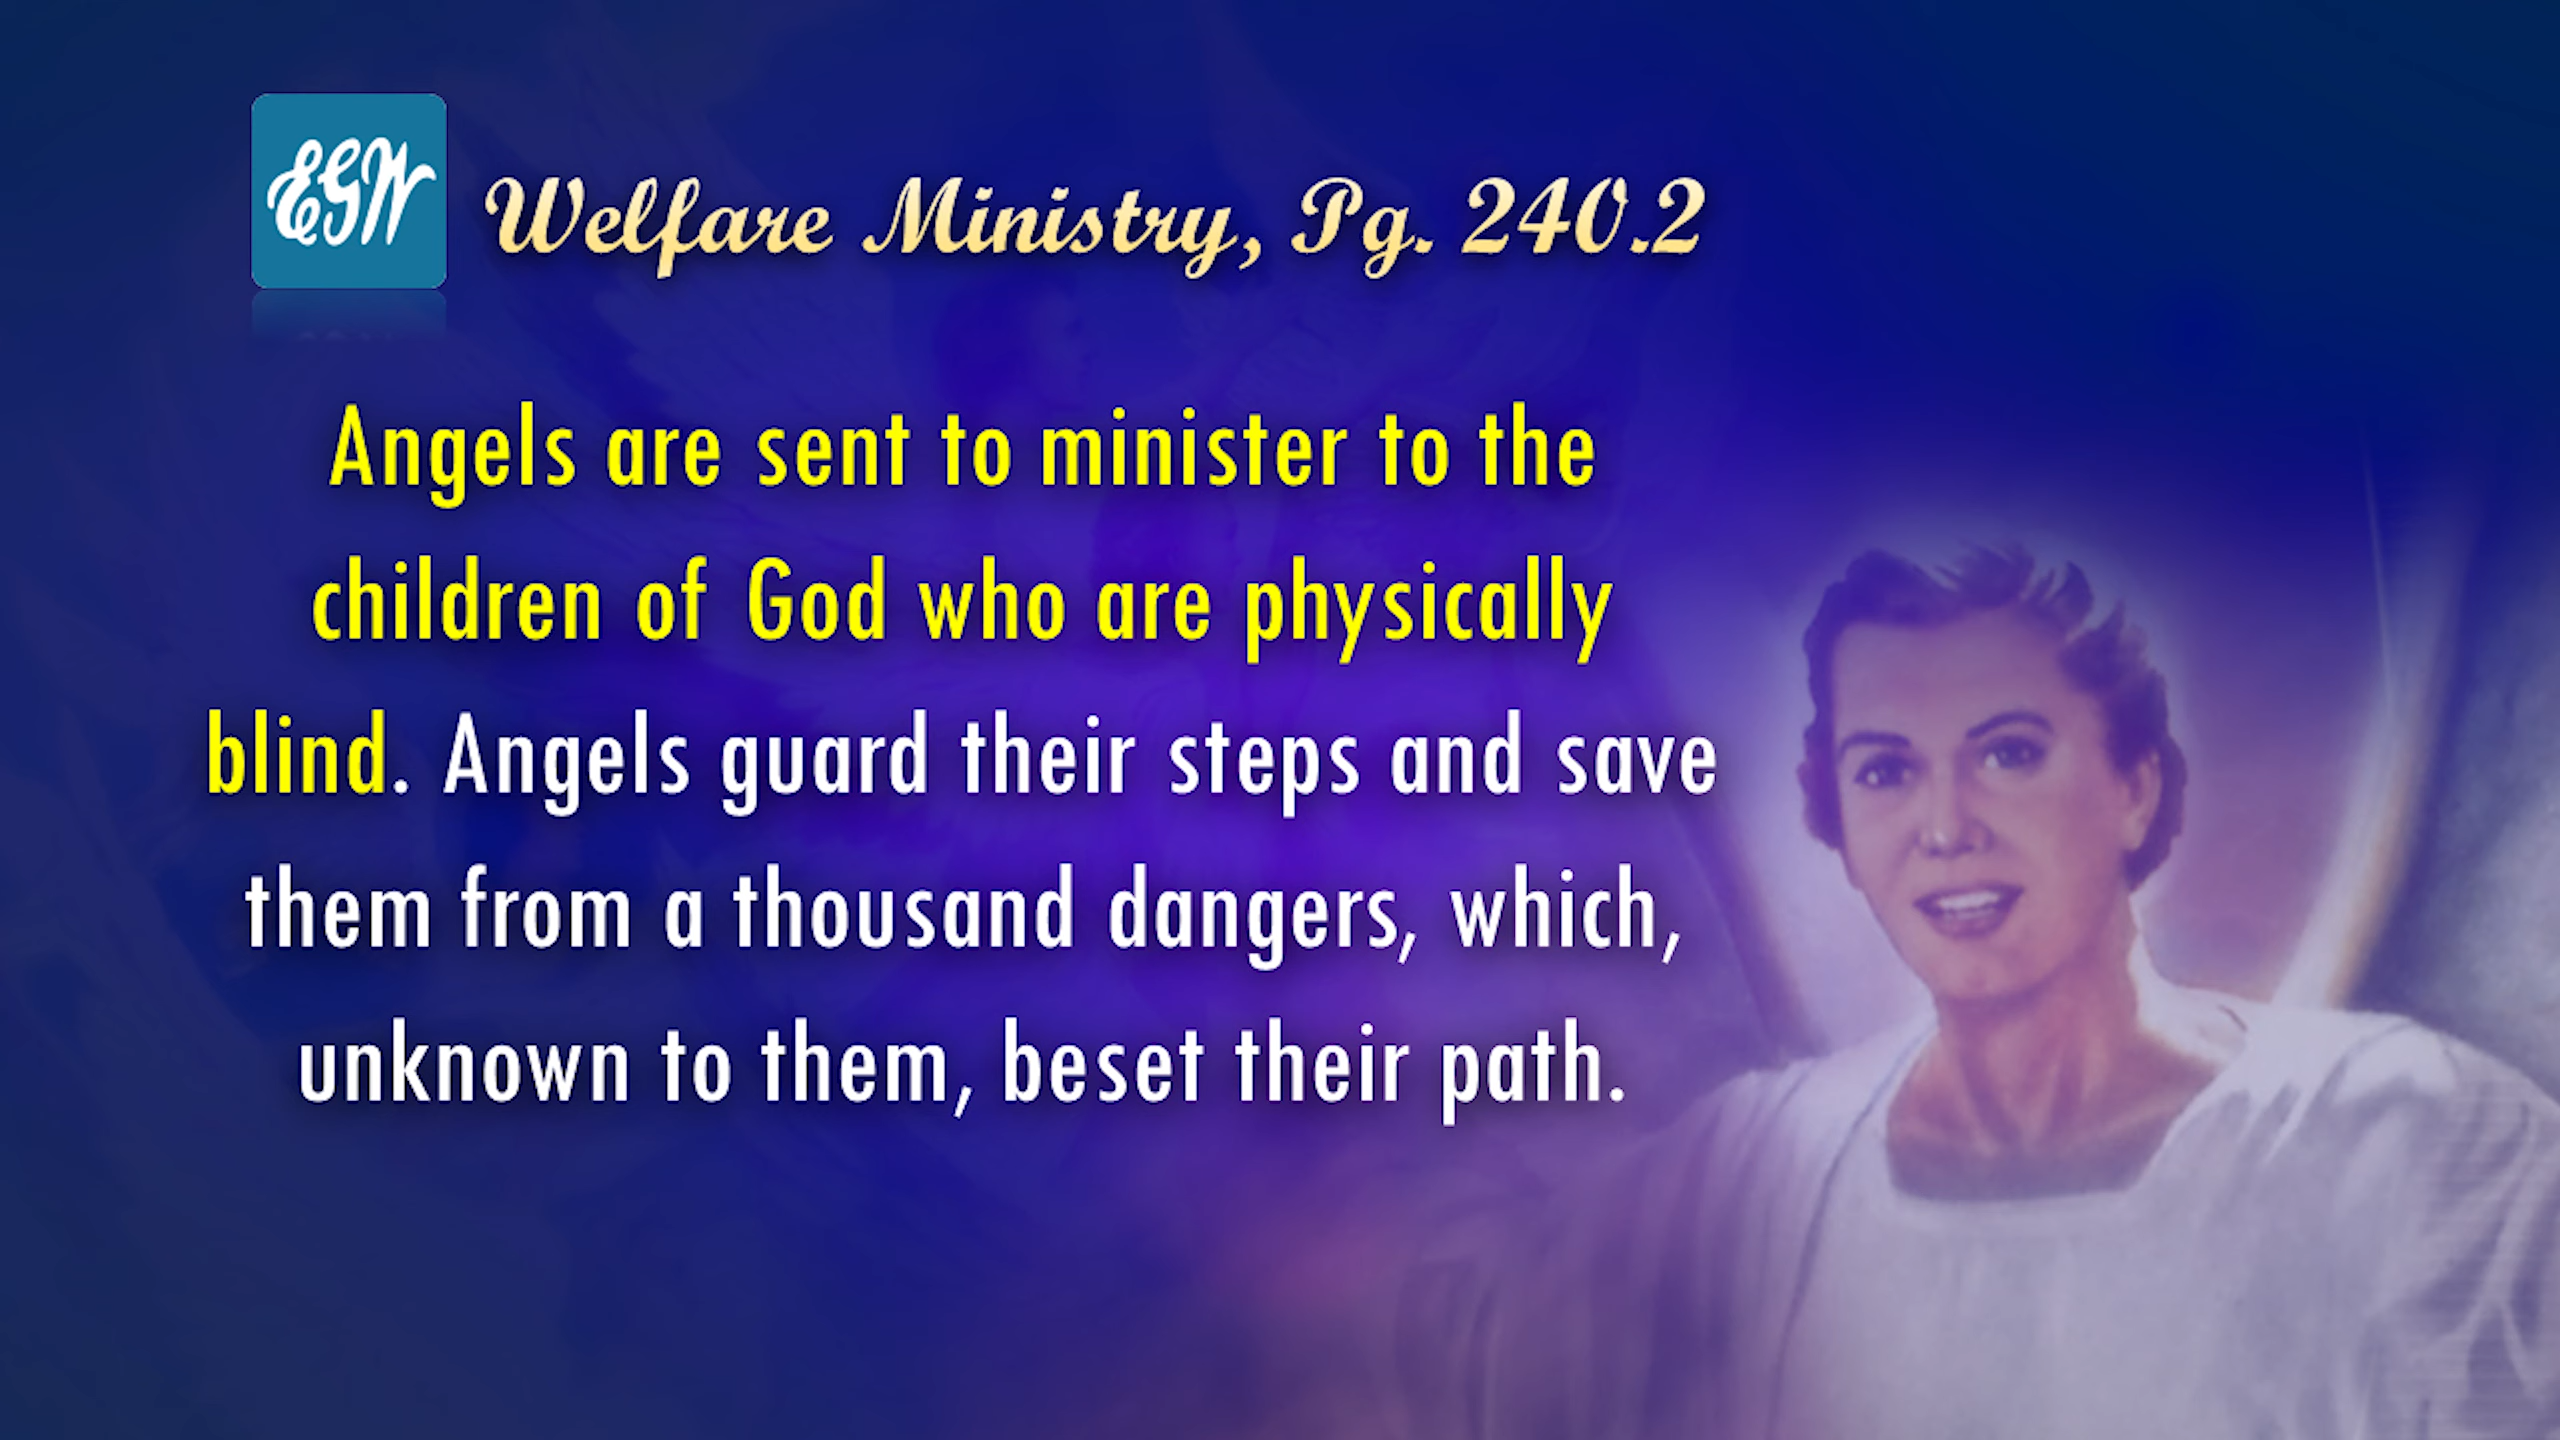 EGW
Welfare Ministry, Pg. 240.2
Angels are sent to minister to the
children of God who are physically
blind. Angels guard their steps and save
them from a thousand dangers, which,
unknown to them, beset their path.